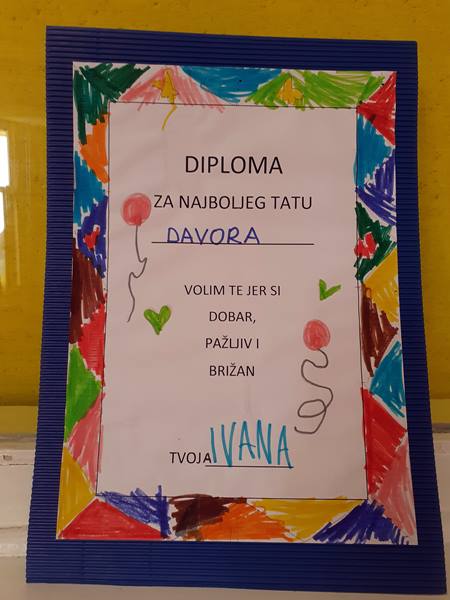 DIPLOMA
ZA NAJBOLJEG TATU
DAVORA
VOLIM TE JER SI
DOBAR,
PAŽLJIV I
BRIŽAN
TVOJA IVANA